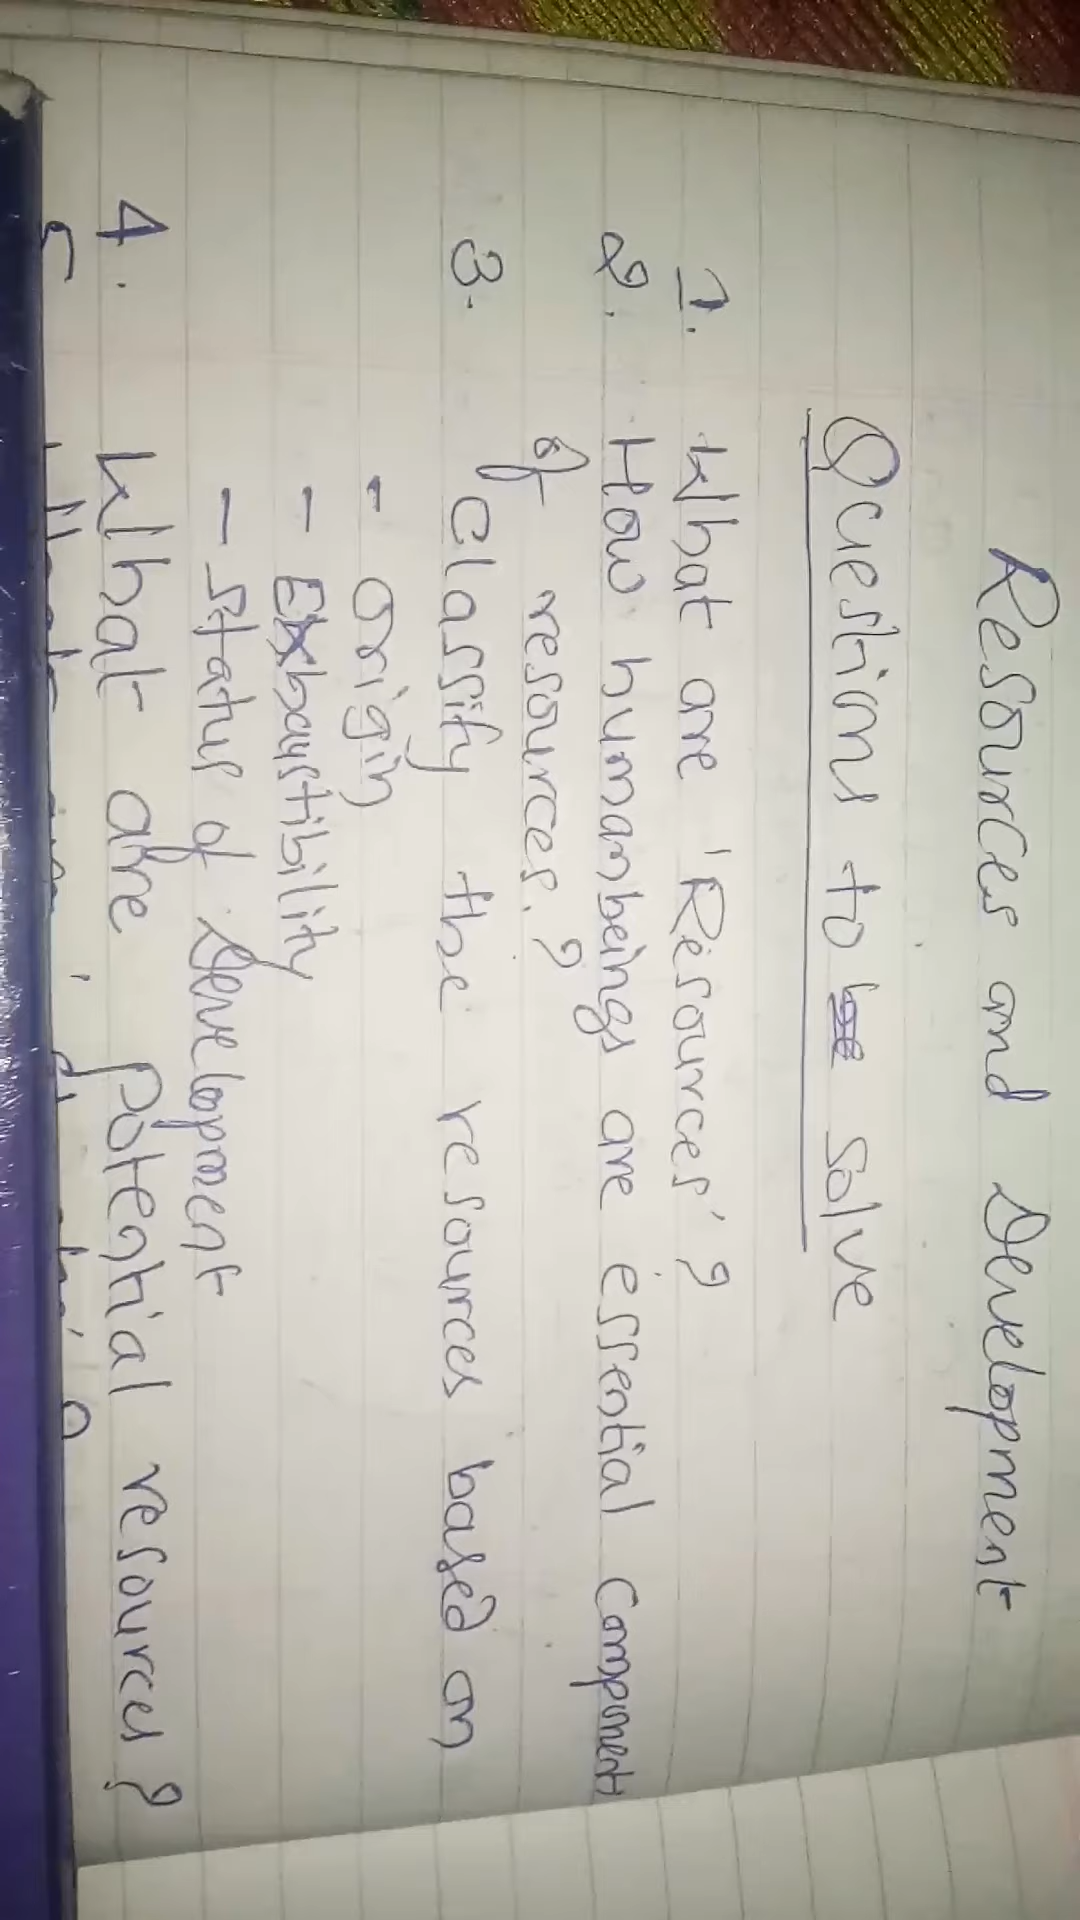 Resources and Development
Questions to solve
1. What are 'Resources'?
2. How humanbeings are essential component
of resources.?
3. classify the resources based on
- origin
- Exhaustibility
- Status of Development
4. What are Potential resources?
5